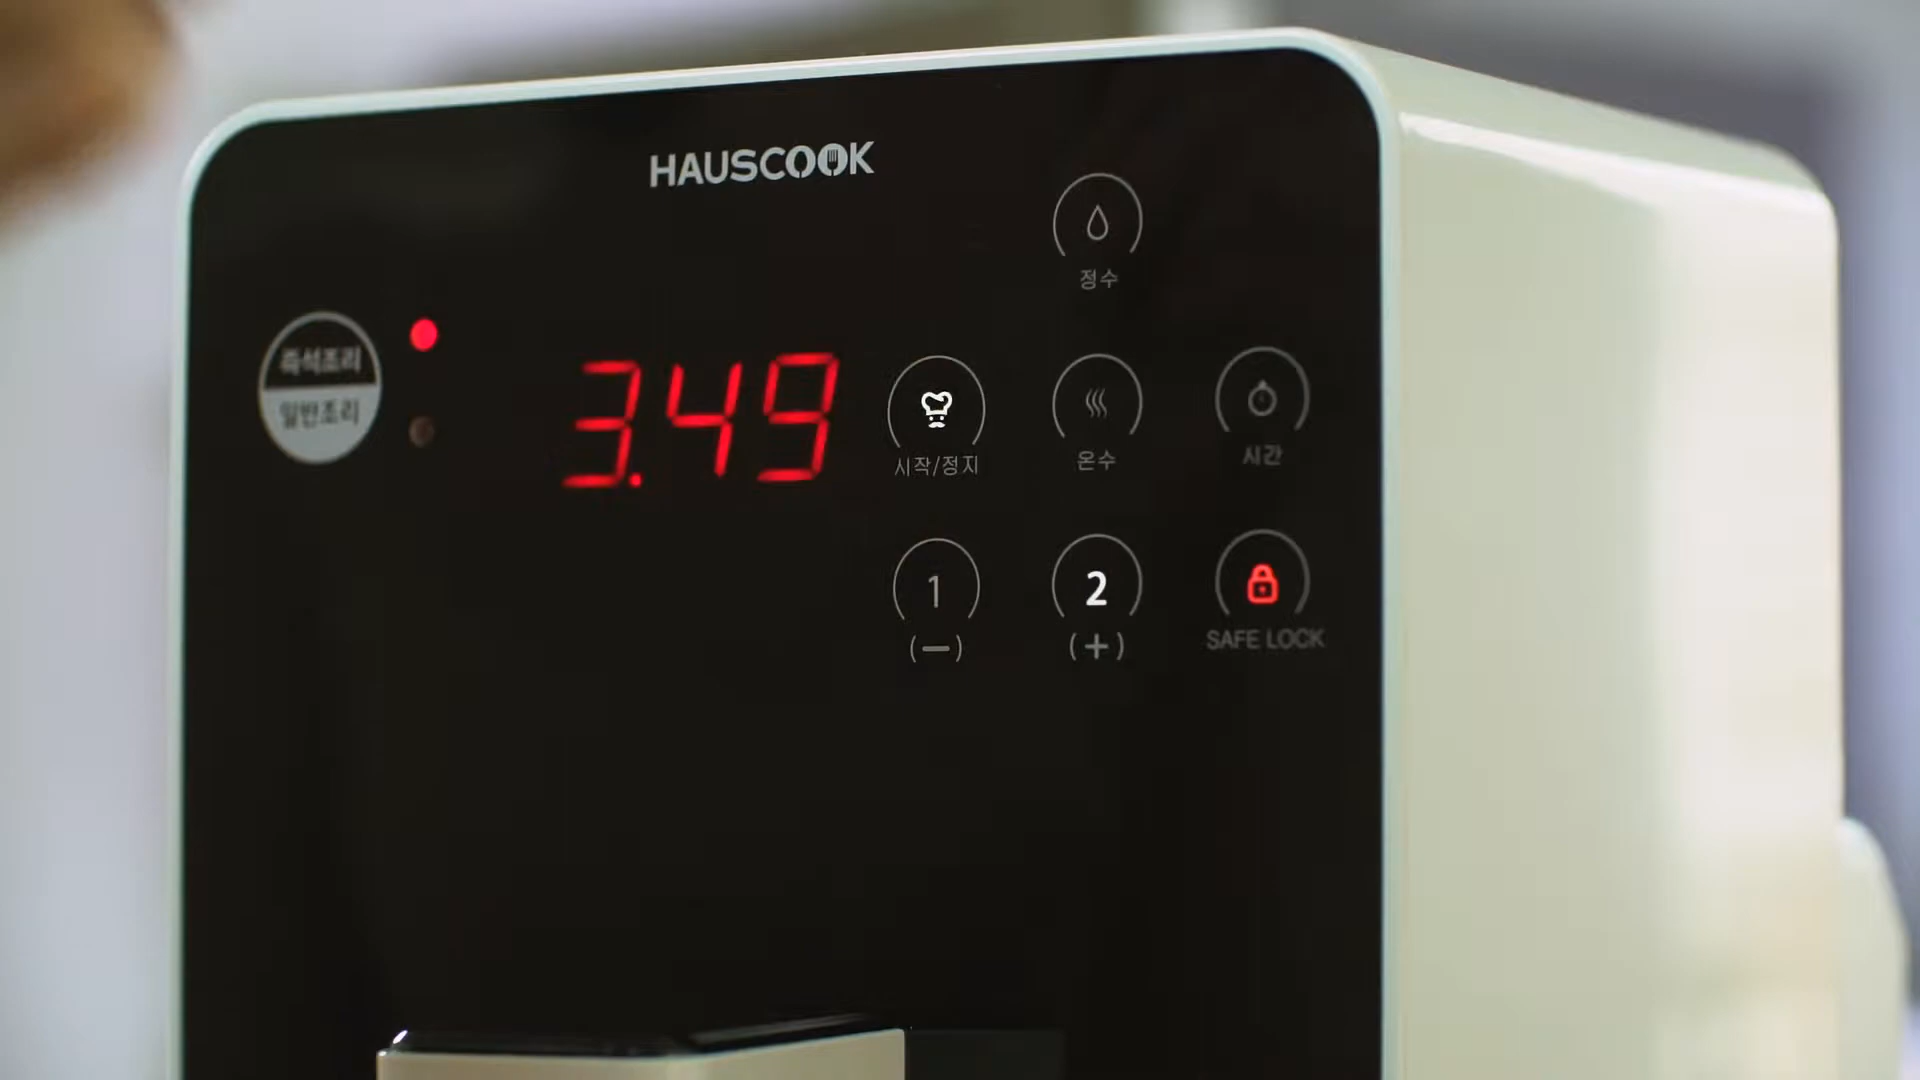 HAUSCOOK
정수
즉석조리
일반조리
3.49
시작/정지
온수
시간
1
2
(-)
(+)
SAFE LOCK